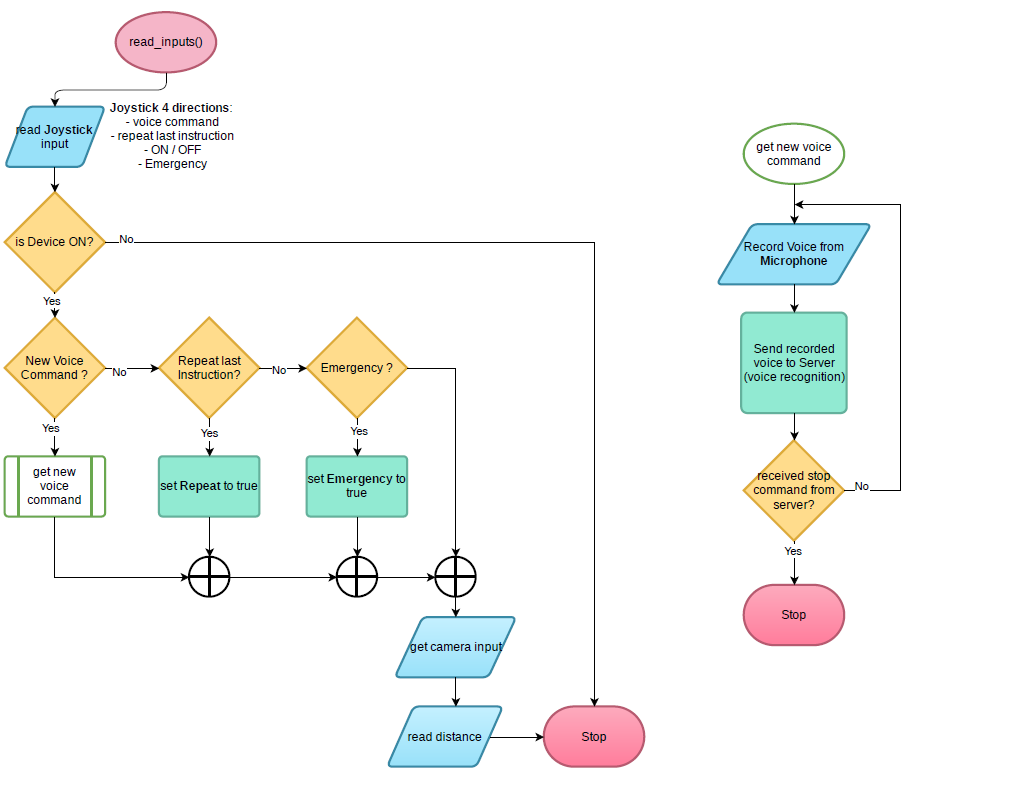 read_inputs()
read Joystick
input
Joystick 4 directions:
- voice command
- repeat last instruction
- ON / OFF
- Emergency
is Device ON?
No
Yes
New Voice
Command ?
No
Repeat last
Instruction?
No
Emergency ?
Yes
Yes
Yes
get new
voice
command
set Repeat to true
set Emergency to
true
get camera input
read distance
Stop
get new voice
command
Record Voice from
Microphone
Send recorded
voice to Server
(voice recognition)
received stop
command from
server?
No
Yes
Stop